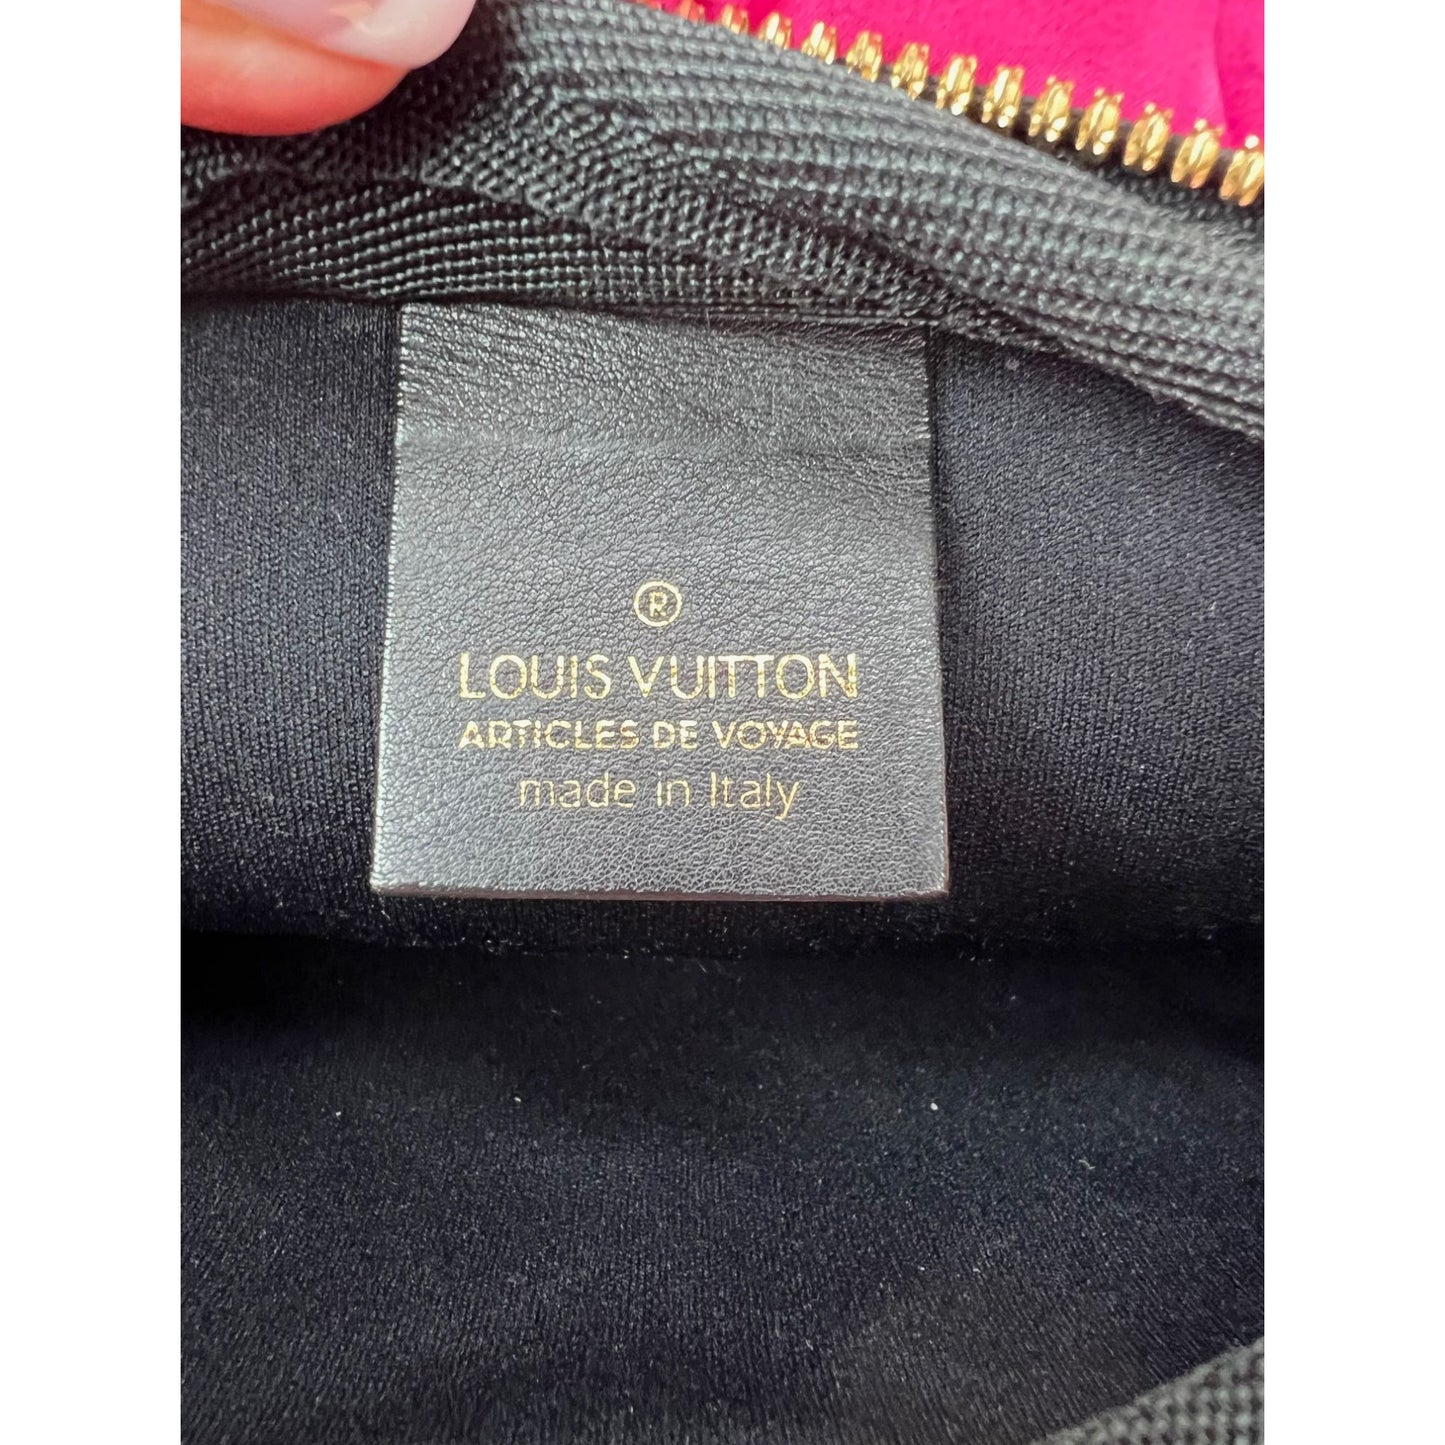 ®
LOUIS VUITTON
ARTICLES DE VOYAGE
made in Italy